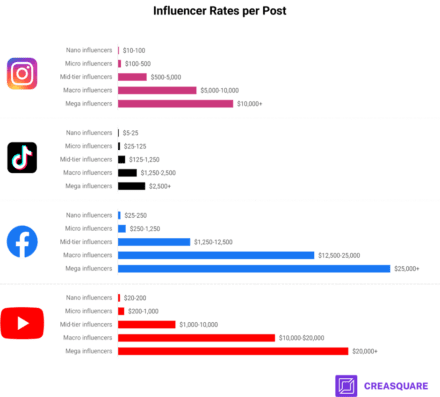 Influencer Rates per Post
Nano influencers $10-100
Micro influencers $100-500
Mid-tier influencers $500-5,000
Macro influencers $5,000-10,000
Mega influencers $10,000+
Nano influencers $5-25
Micro influencers $25-125
Mid-tier influencers $125-1,250
Macro influencers $1,250-2,500
Mega influencers $2,500+
Nano influencers $25-250
Micro influencers $250-1,250
Mid-tier influencers $1,250-12,500
Macro influencers $12,500-25,000
Mega influencers $25,000+
Nano influencers $20-200
Micro influencers $200-1,000
Mid-tier influencers $1,000-10,000
Macro influencers $10,000-$20,000
Mega influencers $20,000+
CREASQUARE